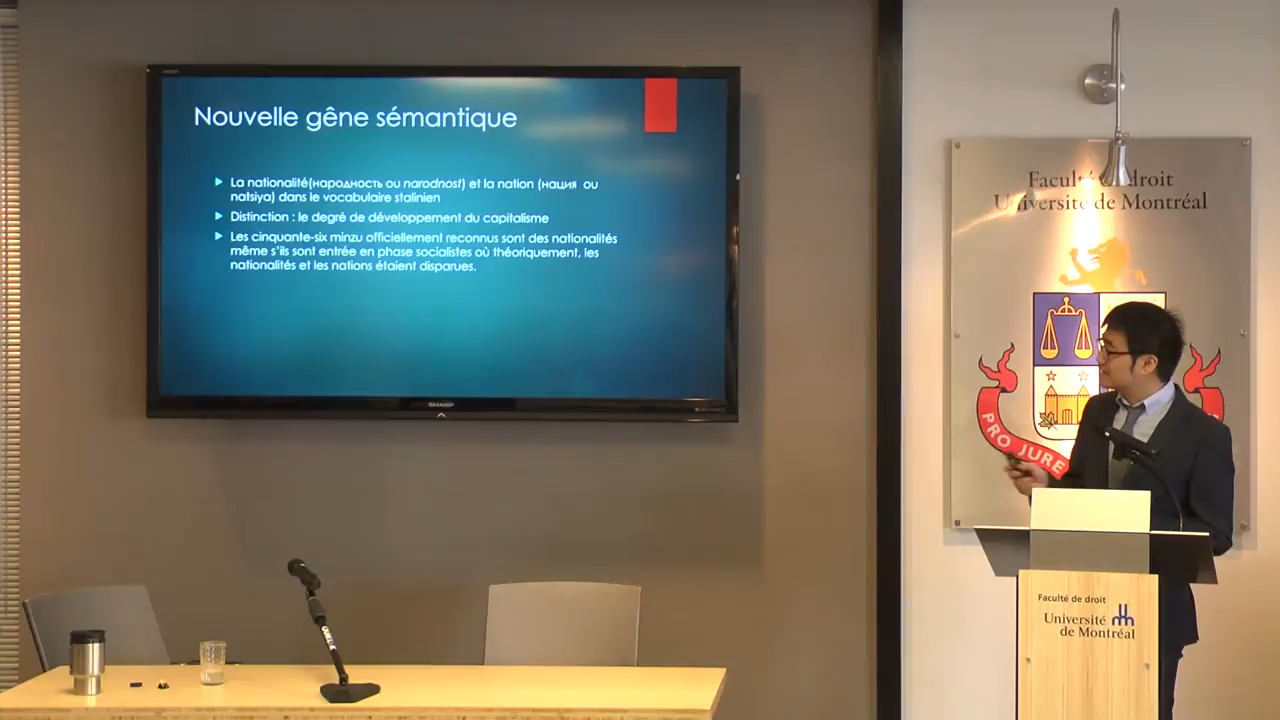 Nouvelle gêne sémantique
La nationalité(народность ou narodnost) et la nation (нация ou
natsiya) dans le vocabulaire stalinien
Distinction : le degré de développement du capitalisme
Les cinquante-six minzu officiellement reconnus sont des nationalités
même s'ils sont entrée en phase socialistes où théoriquement, les
nationalités et les nations étaient disparues.
SHARP
Faculté de droit
Université de Montréal
PRO JURE
Faculté de droit
Université
de Montréal